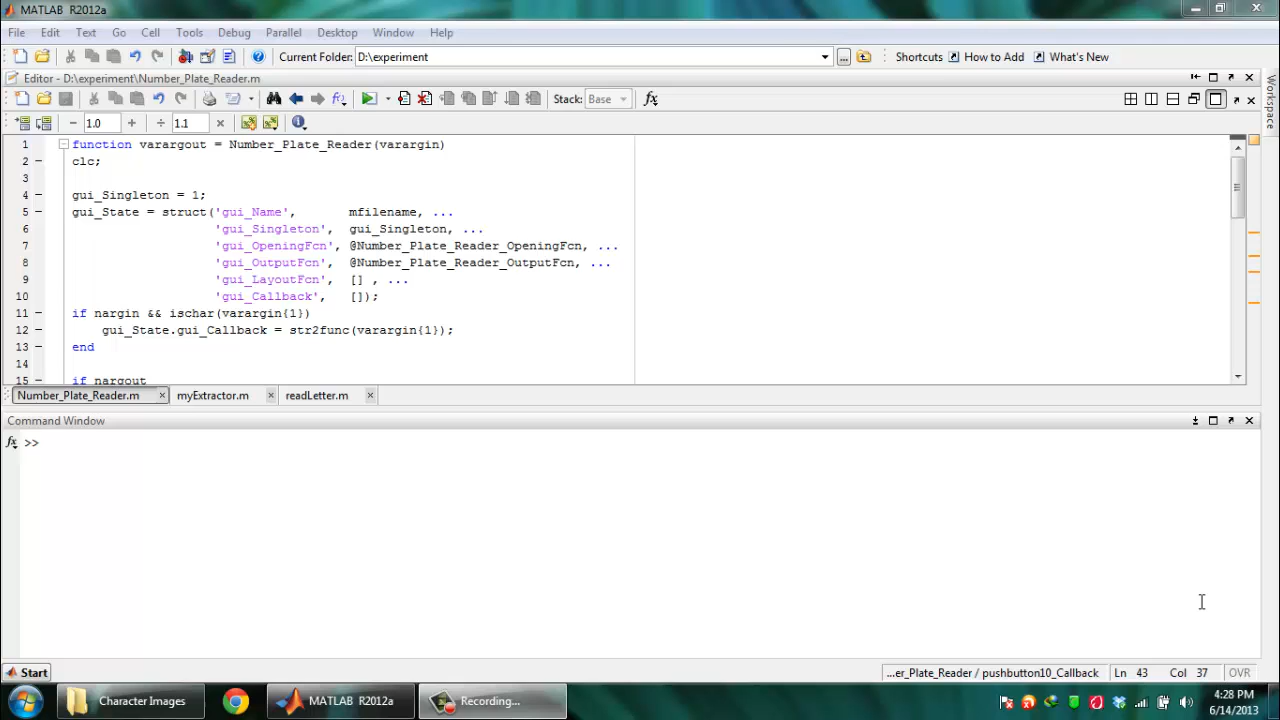 MATLAB R2012a
File Edit Text Go Cell Tools Debug Parallel Desktop Window Help
Current Folder: D:\experiment ... Shortcuts How to Add What's New
Editor - D:\experiment\Number_Plate_Reader.m
Stack: Base fx
− 1.0 + ÷ 1.1 ×
Workspace
1 function varargout = Number_Plate_Reader(varargin)
2 − clc;
3
4 − gui_Singleton = 1;
5 − gui_State = struct('gui_Name', mfilename, ...
6 'gui_Singleton', gui_Singleton, ...
7 'gui_OpeningFcn', @Number_Plate_Reader_OpeningFcn, ...
8 'gui_OutputFcn', @Number_Plate_Reader_OutputFcn, ...
9 'gui_LayoutFcn', [] , ...
10 'gui_Callback', []);
11 − if nargin && ischar(varargin{1})
12 − gui_State.gui_Callback = str2func(varargin{1});
13 − end
14
15 − if nargout
Number_Plate_Reader.m × myExtractor.m × readLetter.m ×
Command Window
fx >>
Start ...er_Plate_Reader / pushbutton10_Callback Ln 43 Col 37 OVR
Character Images MATLAB R2012a Recording... 4:28 PM
6/14/2013